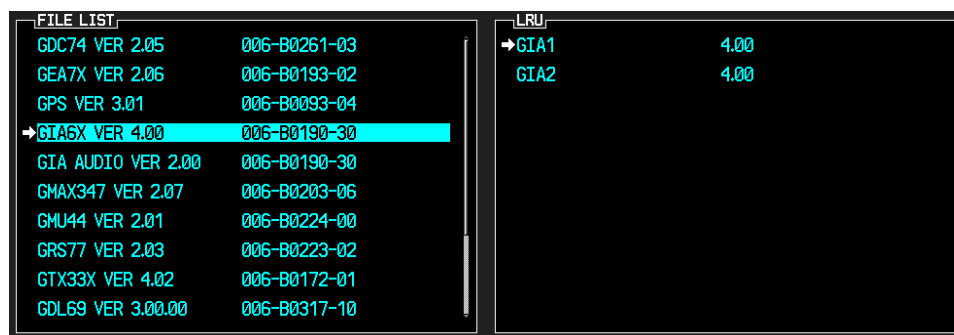 FILE LIST
GDC74 VER 2.05 006-B0261-03
GEA7X VER 2.06 006-B0193-02
GPS VER 3.01 006-B0093-04
GIA6X VER 4.00 006-B0190-30
GIA AUDIO VER 2.00 006-B0190-30
GMAX347 VER 2.07 006-B0203-06
GMU44 VER 2.01 006-B0224-00
GRS77 VER 2.03 006-B0223-02
GTX33X VER 4.02 006-B0172-01
GDL69 VER 3.00.00 006-B0317-10
LRU
GIA1 4.00
GIA2 4.00